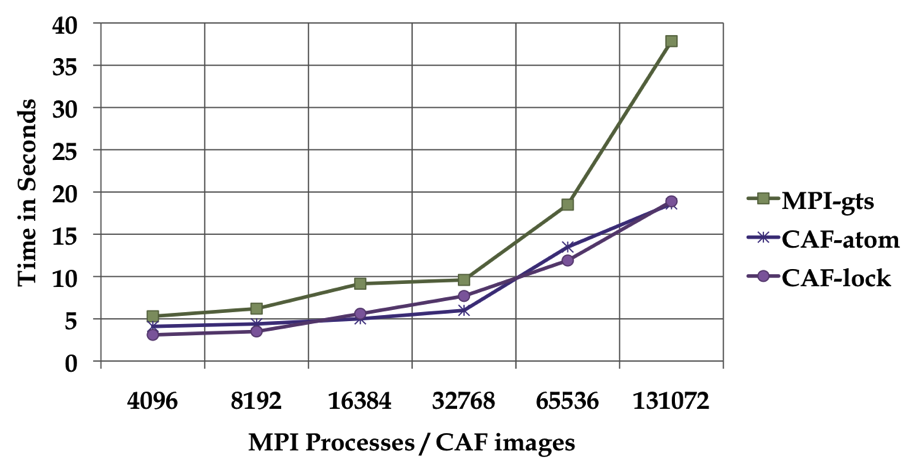 40
35
30
25
20
15
10
5
0
Time in Seconds
4096 8192 16384 32768 65536 131072
MPI Processes / CAF images
MPI-gts
CAF-atom
CAF-lock